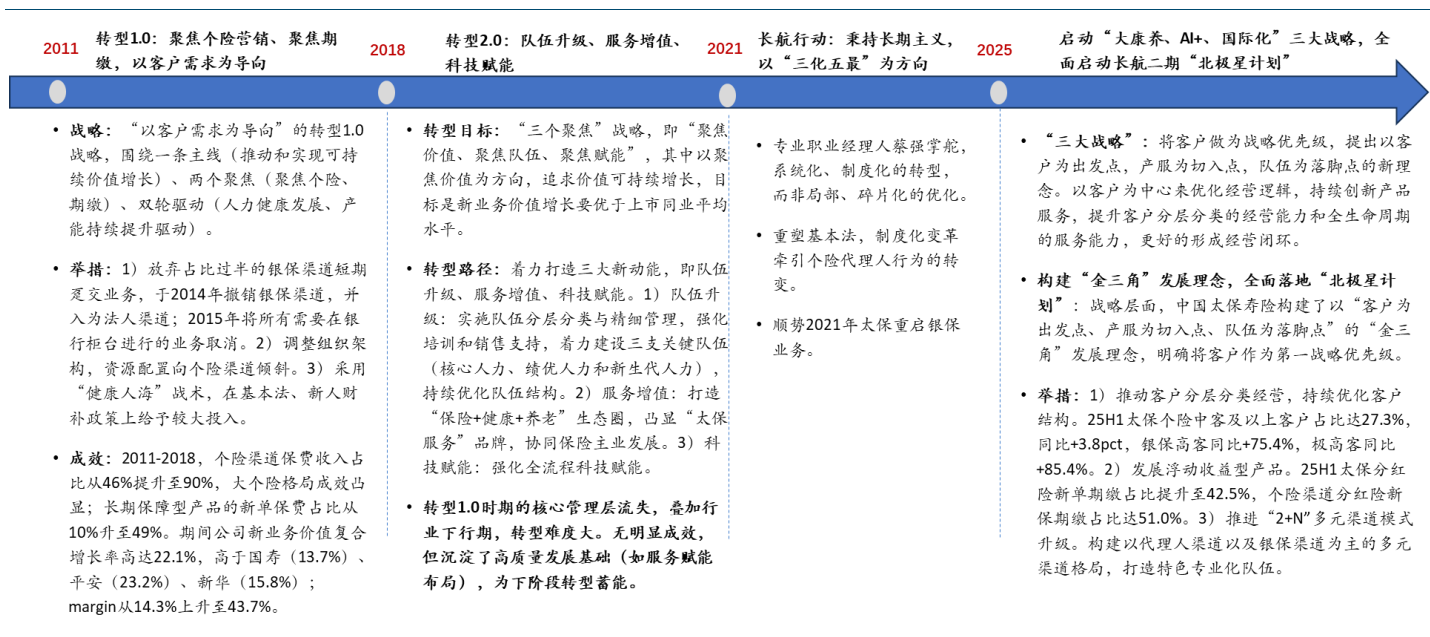 2011
转型1.0：聚焦个险营销、聚焦期
缴，以客户需求为导向
2018
转型2.0：队伍升级、服务增值、
科技赋能
2021
长航行动：秉持长期主义，
以“三化五最”为方向
2025
启动“大康养、AI+、国际化”三大战略，全
面启动长航二期“北极星计划”
• 战略：“以客户需求为导向”的转型1.0
战略，围绕一条主线（推动和实现可持
续价值增长）、两个聚焦（聚焦个险、
期缴）、双轮驱动（人力健康发展、产
能持续提升驱动）。
• 举措：1）放弃占比过半的银保渠道短期
趸交业务，于2014年撤销银保渠道，并
入为法人渠道；2015年将所有需要在银
行柜台进行的业务取消。2）调整组织架
构，资源配置向个险渠道倾斜。3）采用
“健康人海”战术，在基本法、新人财
补政策上给予较大投入。
• 成效：2011-2018，个险渠道保费收入占
比从46%提升至90%，大个险格局成效凸
显；长期保障型产品的新单保费占比从
10%升至49%。期间公司新业务价值复合
增长率高达22.1%，高于国寿（13.7%）、
平安（23.2%）、新华（15.8%）；
margin从14.3%上升至43.7%。
• 转型目标：“三个聚焦”战略，即“聚焦
价值、聚焦队伍、聚焦赋能”，其中以聚
焦价值为方向，追求价值可持续增长，目
标是新业务价值增长要优于上市同业平均
水平。
• 转型路径：着力打造三大新动能，即队伍
升级、服务增值、科技赋能。1）队伍升
级：实施队伍分层分类与精细管理，强化
培训和销售支持，着力建设三支关键队伍
（核心人力、绩优人力和新生代人力），
持续优化队伍结构。2）服务增值：打造
“保险+健康+养老”生态圈，凸显“太保
服务”品牌，协同保险主业发展。3）科
技赋能：强化全流程科技赋能。
• 转型1.0时期的核心管理层流失，叠加行
业下行期，转型难度大。无明显成效，
但沉淀了高质量发展基础（如服务赋能
布局），为下阶段转型蓄能。
• 专业职业经理人蔡强掌舵，
系统化、制度化的转型，
而非局部、碎片化的优化。
• 重塑基本法，制度化变革
牵引个险代理人行为的转
变。
• 顺势2021年太保重启银保
业务。
• “三大战略”：将客户做为战略优先级，提出以客
户为出发点，产服为切入点，队伍为落脚点的新理
念。以客户为中心来优化经营逻辑，持续创新产品
服务，提升客户分层分类的经营能力和全生命周期
的服务能力，更好的形成经营闭环。
• 构建“金三角”发展理念，全面落地“北极星计
划”：战略层面，中国太保寿险构建了以“客户为
出发点、产服为切入点、队伍为落脚点”的“金三
角”发展理念，明确将客户作为第一战略优先级。
• 举措：1）推动客户分层分类经营，持续优化客户
结构。25H1太保个险中客及以上客户占比达27.3%，
同比+3.8pct，银保高客同比+75.4%，极高客同比
+85.4%。2）发展浮动收益型产品。25H1太保分红
险新单期缴占比提升至42.5%，个险渠道分红险新
保期缴占比达51.0%。3）推进“2+N”多元渠道模式
升级。构建以代理人渠道以及银保渠道为主的多元
渠道格局，打造特色专业化队伍。